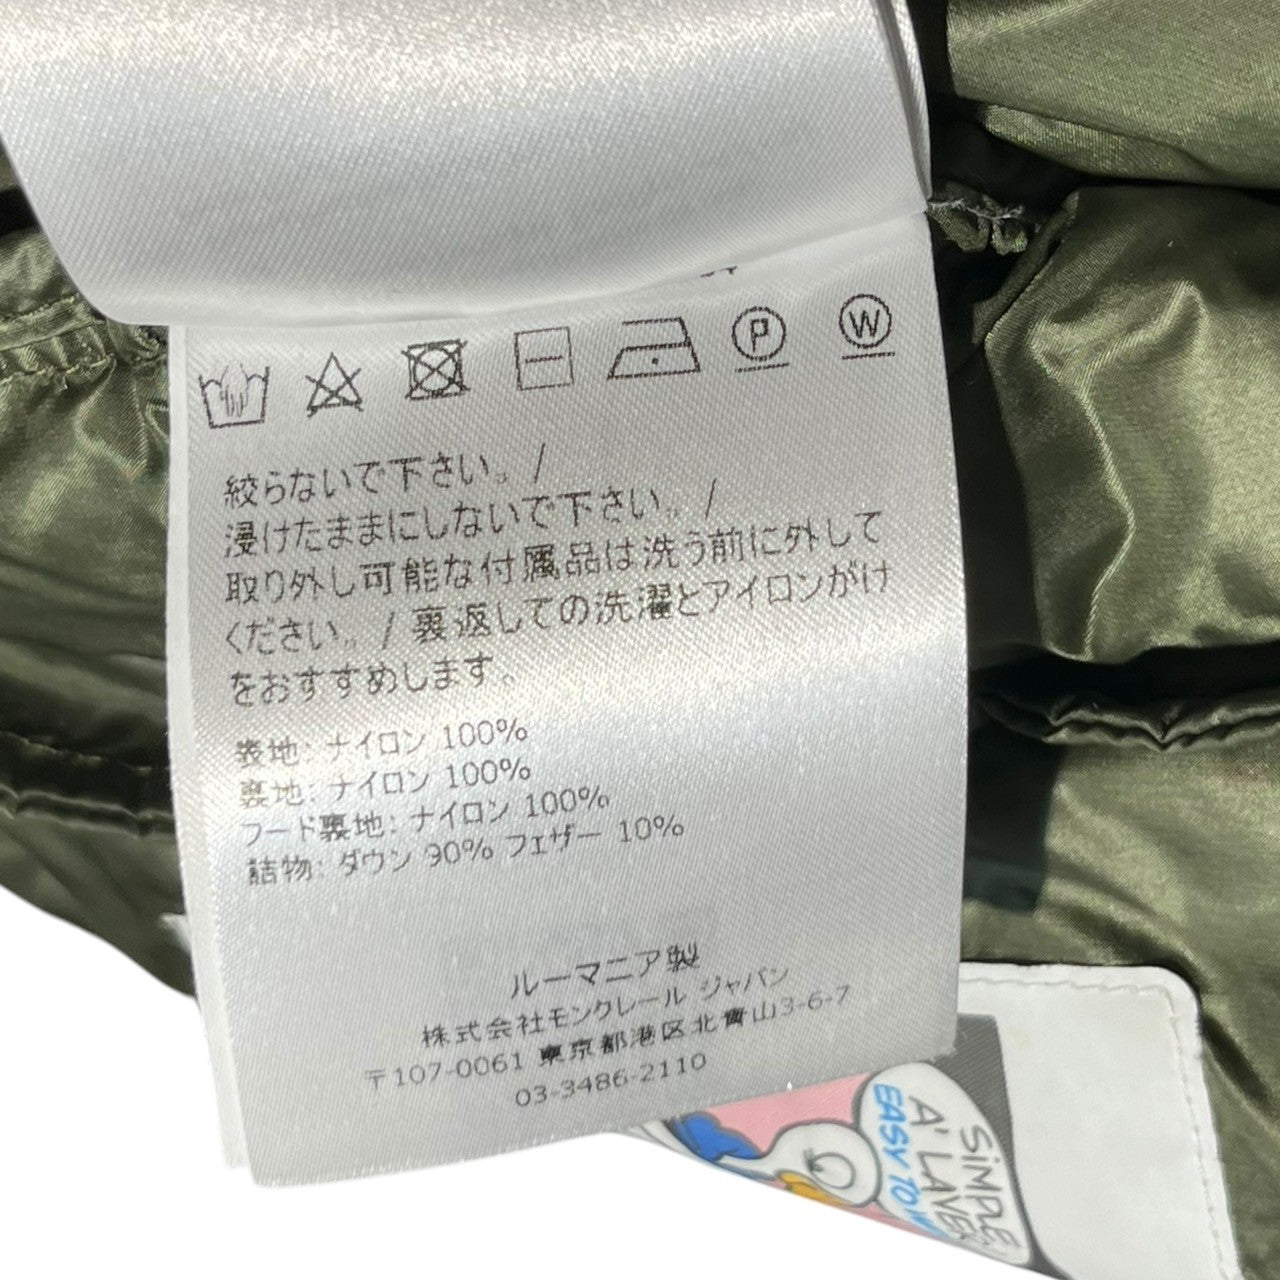 P
W
絞らないで下さい。/
浸けたままにしないで下さい。/
取り外し可能な付属品は洗う前に外して
ください。/ 裏返しての洗濯とアイロンがけ
をおすすめします。
表地: ナイロン 100%
裏地: ナイロン 100%
フード裏地: ナイロン 100%
詰物: ダウン 90% フェザー 10%
ルーマニア製
株式会社モンクレール ジャパン
〒107-0061 東京都港区北青山3-6-7
03-3486-2110
SiMPLE,
A' LAVER
EASY TO